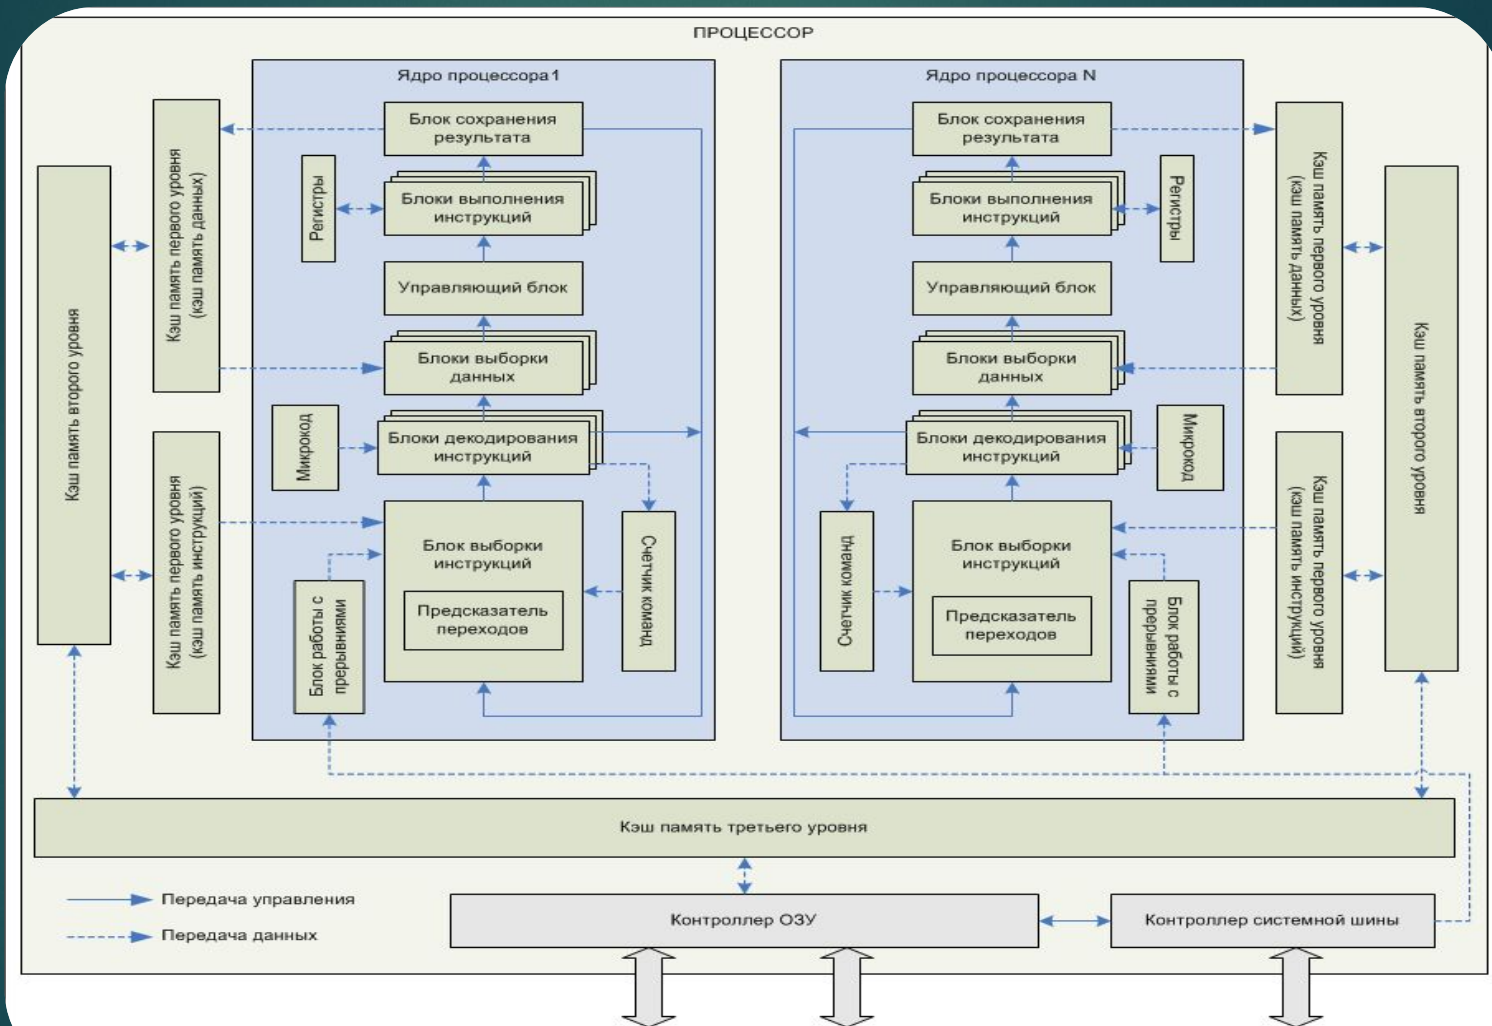 ПРОЦЕССОР
Ядро процессора1
Блок сохранения
результата
Регистры
Блоки выполнения
инструкций
Управляющий блок
Блоки выборки
данных
Микрокод
Блоки декодирования
инструкций
Блок выборки
инструкций
Предсказатель
переходов
Счетчик команд
Блок работы с
прерывниями
Кэш память второго уровня
Кэш память первого уровня
(кэш память данных)
Кэш память первого уровня
(кэш память инструкций)
Ядро процессора N
Блок сохранения
результата
Блоки выполнения
инструкций
Регистры
Управляющий блок
Блоки выборки
данных
Блоки декодирования
инструкций
Микрокод
Счетчик команд
Блок выборки
инструкций
Предсказатель
переходов
Блок работы с
прерывниями
Кэш память первого уровня
(кэш память данных)
Кэш память первого уровня
(кэш память инструкций)
Кэш память второго уровня
Кэш память третьего уровня
Передача управления
Передача данных
Контроллер ОЗУ
Контроллер системной шины